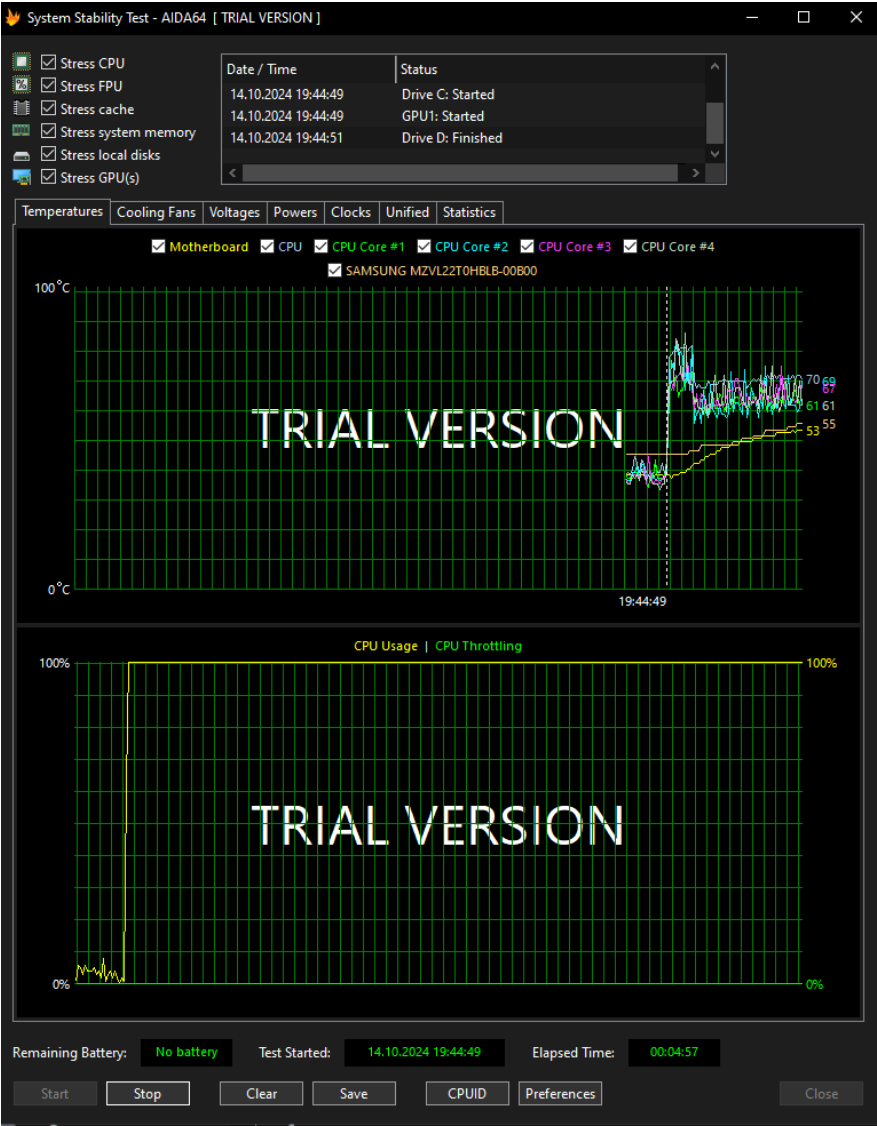 System Stability Test - AIDA64 [ TRIAL VERSION ]
Stress CPU
Stress FPU
Stress cache
Stress system memory
Stress local disks
Stress GPU(s)
Date / Time Status
14.10.2024 19:44:49 Drive C: Started
14.10.2024 19:44:49 GPU1: Started
14.10.2024 19:44:51 Drive D: Finished
Temperatures Cooling Fans Voltages Powers Clocks Unified Statistics
Motherboard CPU CPU Core #1 CPU Core #2 CPU Core #3 CPU Core #4
SAMSUNG MZVL22T0HBLB-00B00
100°C
TRIAL VERSION
70 69
67
61 61
53 55
0°C
19:44:49
CPU Usage | CPU Throttling
100% 100%
TRIAL VERSION
0% 0%
Remaining Battery: No battery Test Started: 14.10.2024 19:44:49 Elapsed Time: 00:04:57
Start Stop Clear Save CPUID Preferences Close